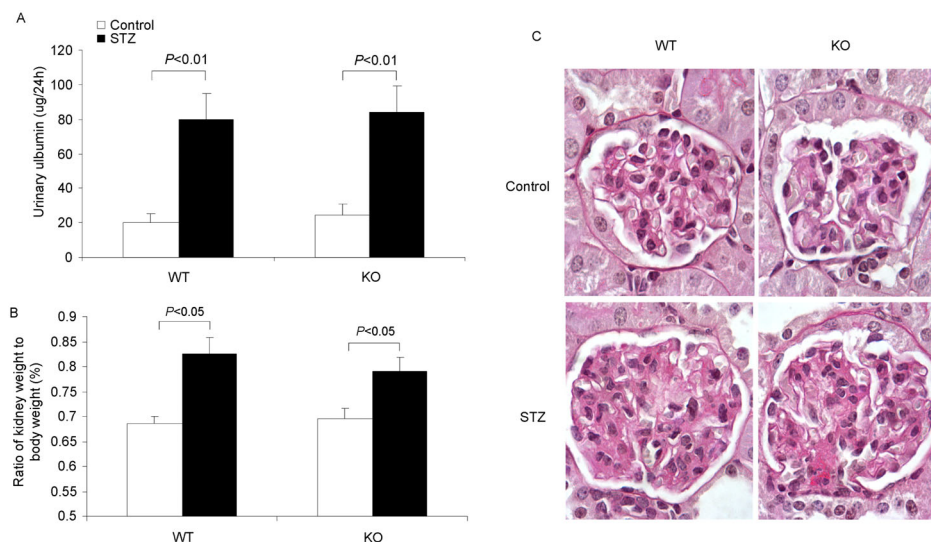 A
Control
STZ
Urinary ulbumin (ug/24h)
120
100
80
60
40
20
0
P<0.01
P<0.01
WT
KO
B
Ratio of kidney weight to
body weight (%)
0.9
0.85
0.8
0.75
0.7
0.65
0.6
0.55
0.5
P<0.05
P<0.05
WT
KO
C
WT
KO
Control
STZ